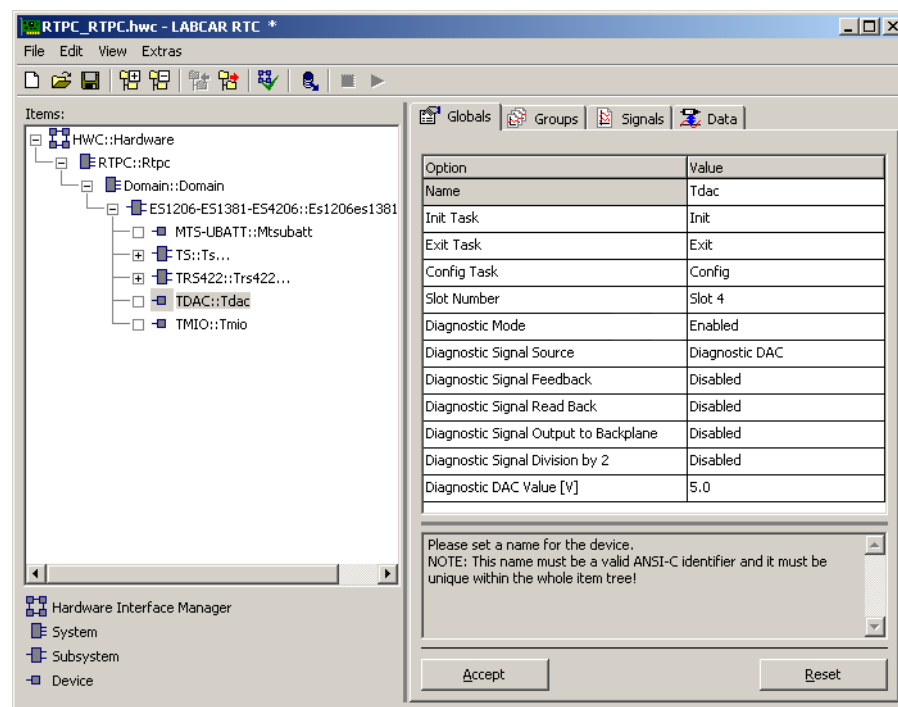 RTPC_RTPC.hwc - LABCAR RTC *
File Edit View Extras
Items:
HWC::Hardware
RTPC::Rtpc
Domain::Domain
ES1206-ES1381-ES4206::Es1206es1381
MTS-UBATT::Mtsubatt
TS::Ts...
TRS422::Trs422...
TDAC::Tdac
TMIO::Tmio
Hardware Interface Manager
System
Subsystem
Device
Globals Groups Signals Data
Option Value
Name Tdac
Init Task Init
Exit Task Exit
Config Task Config
Slot Number Slot 4
Diagnostic Mode Enabled
Diagnostic Signal Source Diagnostic DAC
Diagnostic Signal Feedback Disabled
Diagnostic Signal Read Back Disabled
Diagnostic Signal Output to Backplane Disabled
Diagnostic Signal Division by 2 Disabled
Diagnostic DAC Value [V] 5.0
Please set a name for the device.
NOTE: This name must be a valid ANSI-C identifier and it must be
unique within the whole item tree!
Accept Reset